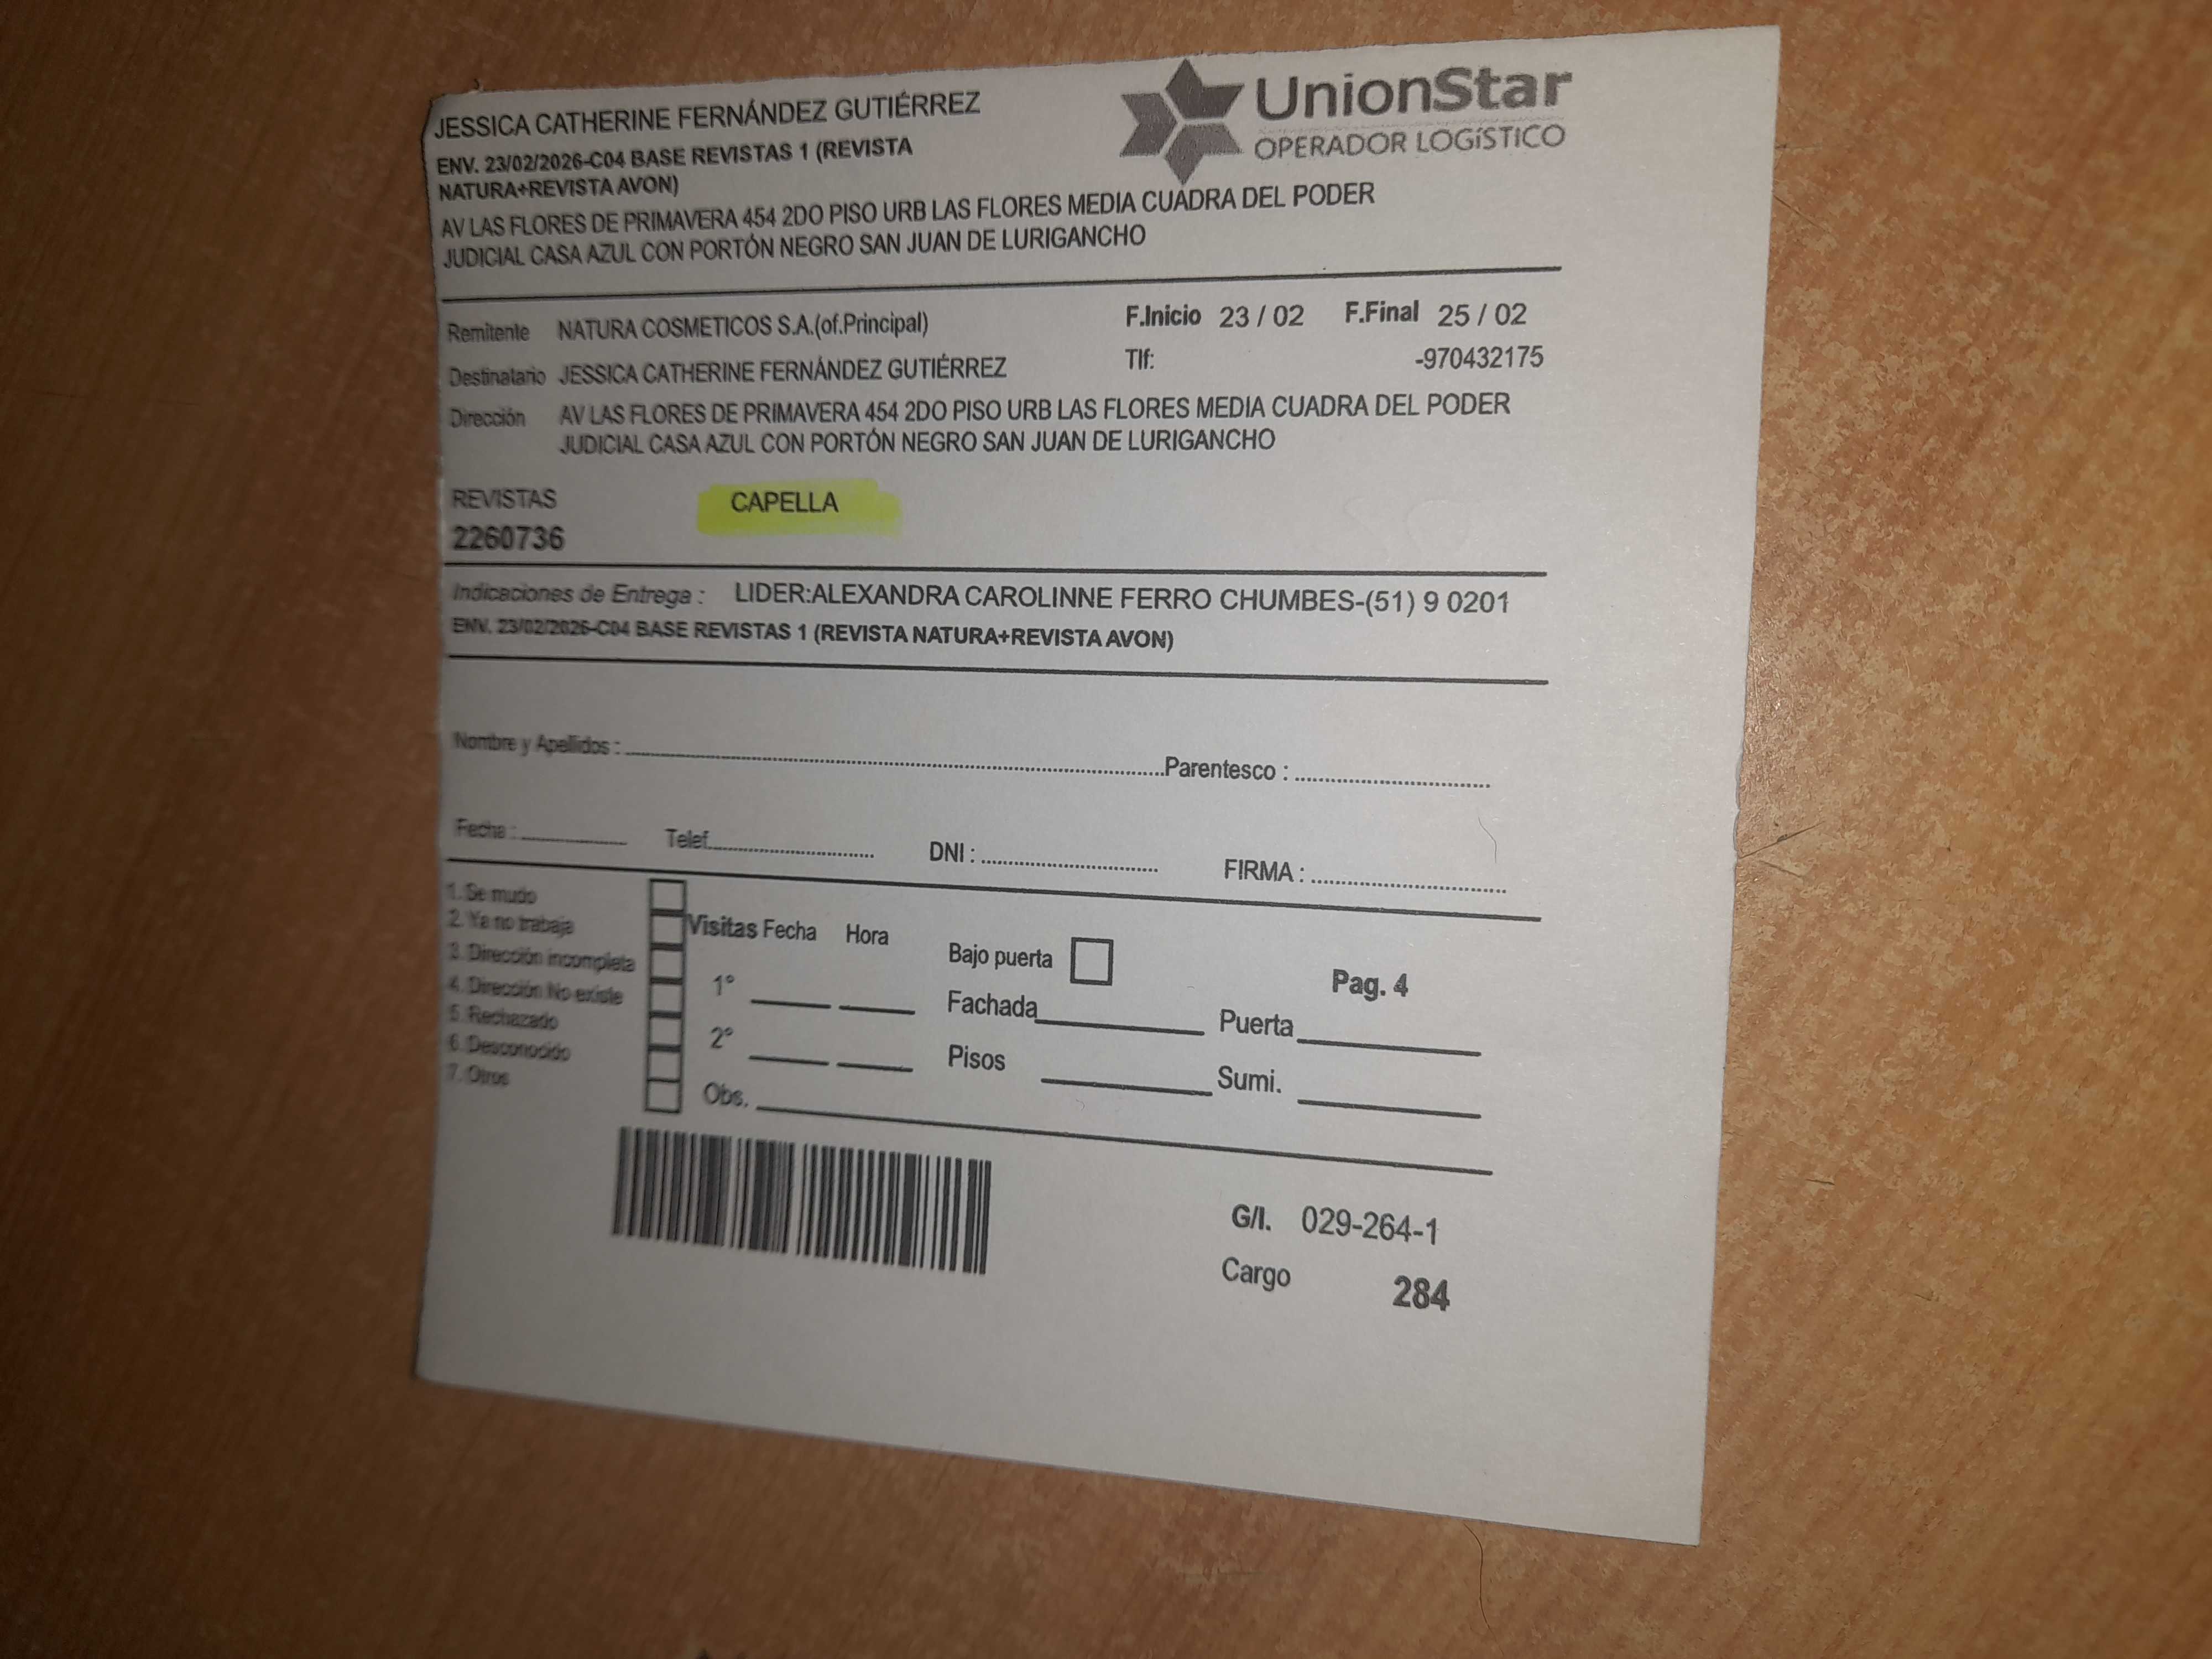 JESSICA CATHERINE FERNÁNDEZ GUTIÉRREZ
UnionStar
OPERADOR LOGÍSTICO
ENV. 23/02/2026-C04 BASE REVISTAS 1 (REVISTA
NATURA+REVISTA AVON)
AV LAS FLORES DE PRIMAVERA 454 2DO PISO URB LAS FLORES MEDIA CUADRA DEL PODER
JUDICIAL CASA AZUL CON PORTÓN NEGRO SAN JUAN DE LURIGANCHO
Remitente NATURA COSMETICOS S.A.(of.Principal) F.Inicio 23 / 02 F.Final 25 / 02
Destinatario JESSICA CATHERINE FERNÁNDEZ GUTIÉRREZ Tlf: -970432175
Dirección AV LAS FLORES DE PRIMAVERA 454 2DO PISO URB LAS FLORES MEDIA CUADRA DEL PODER
JUDICIAL CASA AZUL CON PORTÓN NEGRO SAN JUAN DE LURIGANCHO
REVISTAS CAPELLA
2260736
Indicaciones de Entrega : LIDER:ALEXANDRA CAROLINNE FERRO CHUMBES-(51) 9 0201
ENV. 23/02/2026-C04 BASE REVISTAS 1 (REVISTA NATURA+REVISTA AVON)
Nombre y Apellidos : Parentesco :
Fecha : Telef. DNI : FIRMA :
1. Se mudo
2. Ya no trabaja
3. Dirección incompleta
4. Dirección No existe
5. Rechazado
6. Desconocido
7. Otros
Visitas Fecha Hora
1°
2°
Obs.
Bajo puerta Pag. 4
Fachada Puerta
Pisos Sumi.
G/I. 029-264-1
Cargo 284